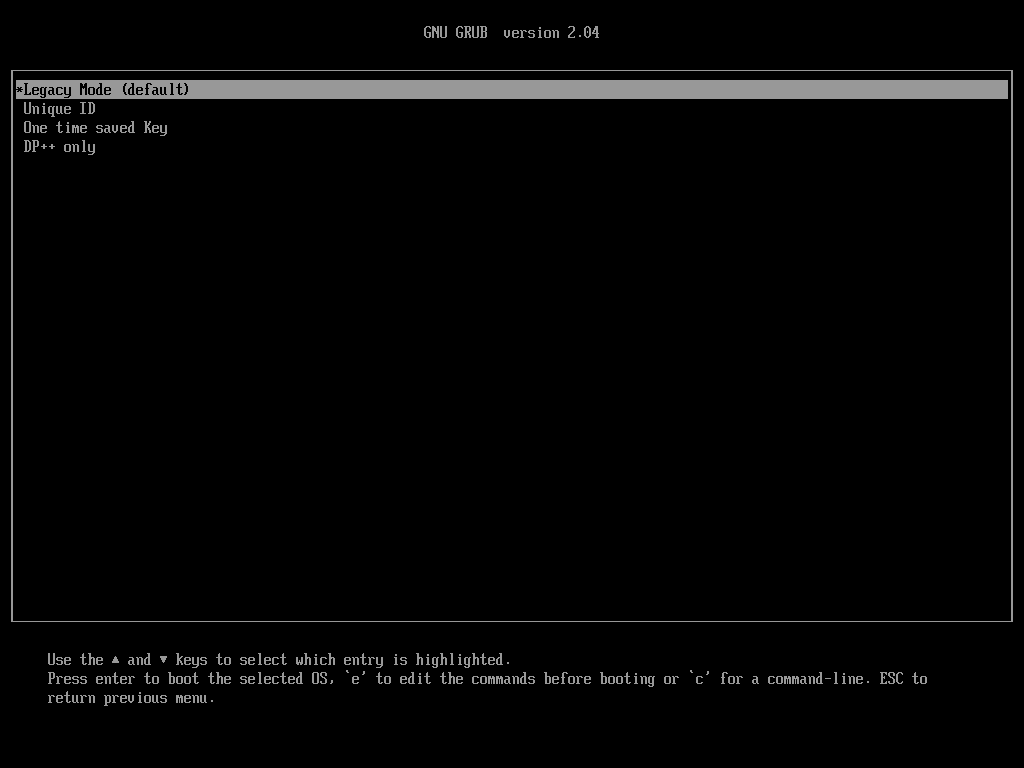 GNU GRUB  version 2.04
*Legacy Mode (default)
Unique ID
One time saved Key
DP++ only
Use the ▲ and ▼ keys to select which entry is highlighted.
Press enter to boot the selected OS, `e' to edit the commands before booting or `c' for a command-line. ESC to
return previous menu.